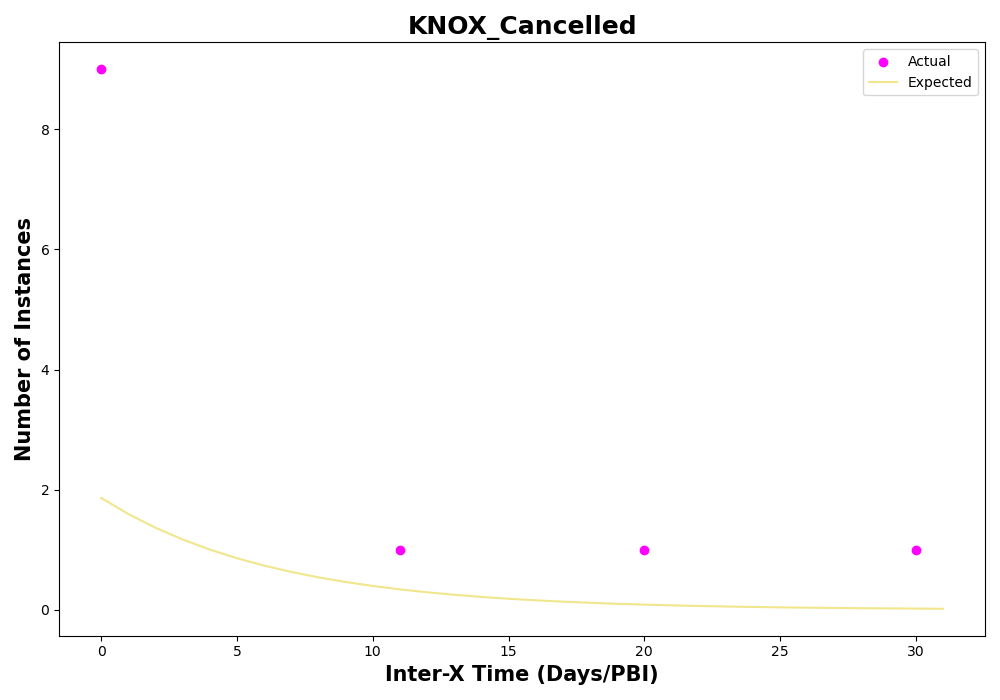 KNOX_Cancelled
Actual
Expected
8
6
4
2
0
Number of Instances
0 5 10 15 20 25 30
Inter-X Time (Days/PBI)